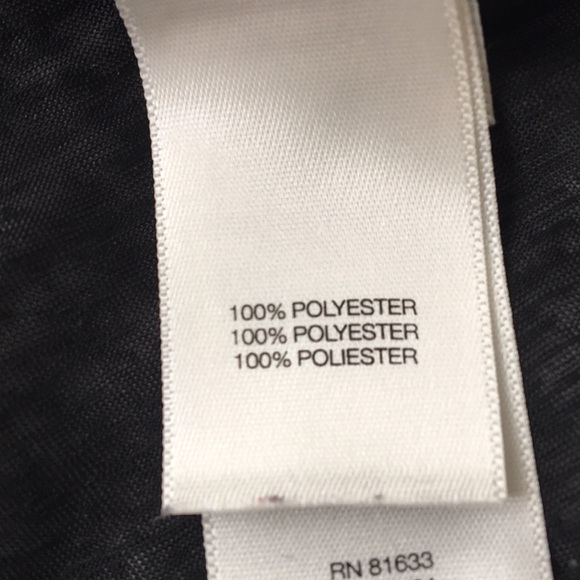 100% POLYESTER
100% POLYESTER
100% POLIESTER
RN 81633